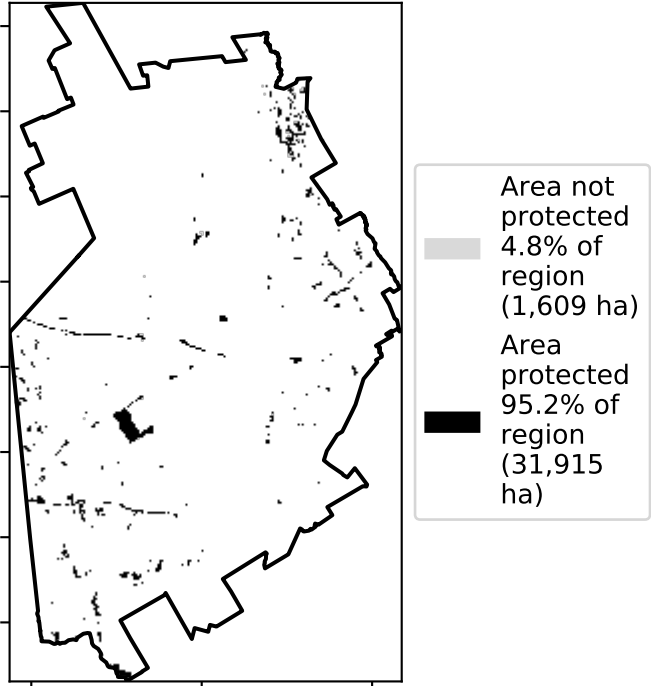 Area not
protected
4.8% of
region
(1,609 ha)
Area
protected
95.2% of
region
(31,915
ha)